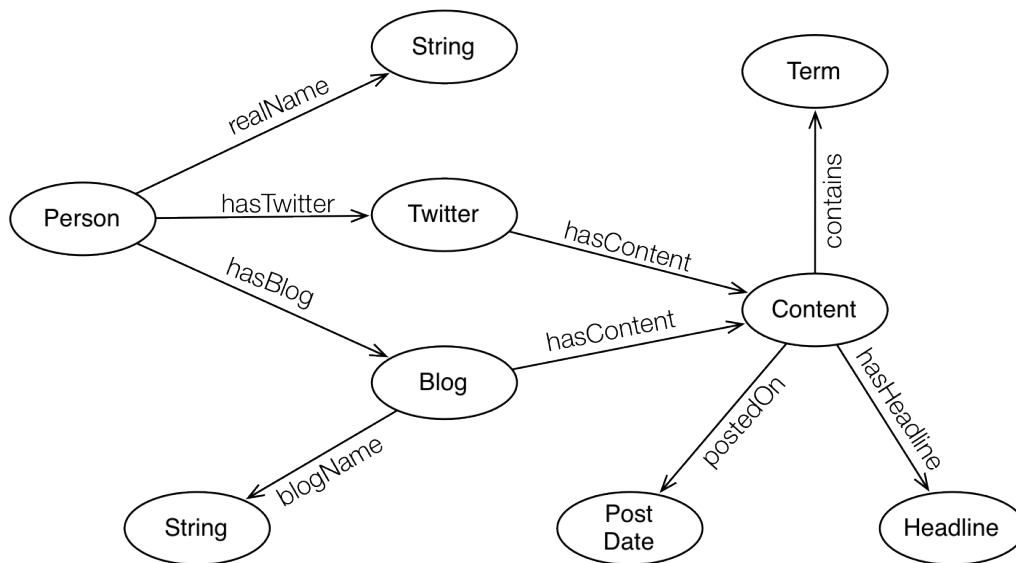 String
Term
realName
Person
hasTwitter
Twitter
contains
hasContent
hasBlog
Content
hasContent
Blog
hasHeadline
postedOn
blogName
String
Post
Date
Headline